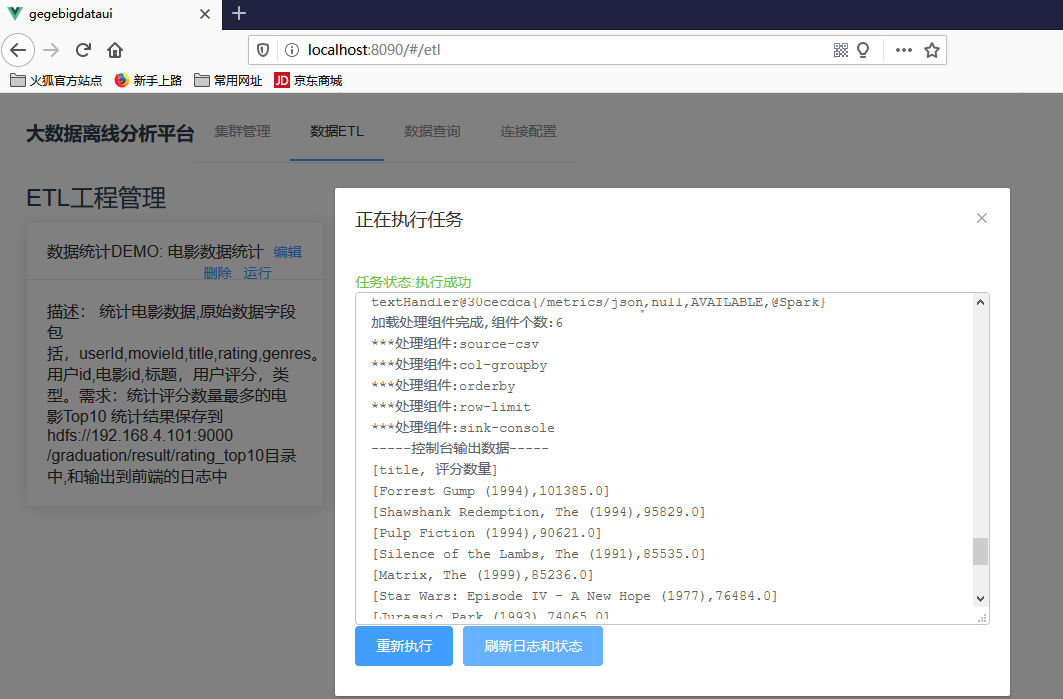 gegebigdataui
localhost:8090/#/etl
火狐官方站点 新手上路 常用网址 JD 京东商城
大数据离线分析平台 集群管理 数据ETL 数据查询 连接配置
ETL工程管理
数据统计DEMO: 电影数据统计 编辑
删除 运行
描述： 统计电影数据,原始数据字段
包
括，userId,movieId,title,rating,genres。
用户id,电影id,标题，用户评分，类
型。需求：统计评分数量最多的电
影Top10 统计结果保存到
hdfs://192.168.4.101:9000
/graduation/result/rating_top10目录
中,和输出到前端的日志中
正在执行任务
任务状态:执行成功
textHandler@30cecdca{/metrics/json,null,AVAILABLE,@Spark}
加载处理组件完成,组件个数:6
***处理组件:source-csv
***处理组件:col-groupby
***处理组件:orderby
***处理组件:row-limit
***处理组件:sink-console
-----控制台输出数据-----
[title, 评分数量]
[Forrest Gump (1994),101385.0]
[Shawshank Redemption, The (1994),95829.0]
[Pulp Fiction (1994),90621.0]
[Silence of the Lambs, The (1991),85535.0]
[Matrix, The (1999),85236.0]
[Star Wars: Episode IV - A New Hope (1977),76484.0]
[Jurassic Park (1993),74065.0]
重新执行 刷新日志和状态